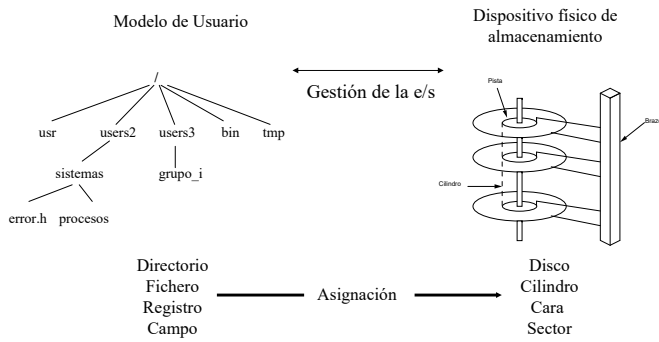 Modelo de Usuario
Dispositivo físico de
almacenamiento
/
Gestión de la e/s
usr
users2
users3
bin
tmp
sistemas
grupo_i
error.h
procesos
Pista
Brazo
Cilindro
Directorio
Fichero
Registro
Campo
Asignación
Disco
Cilindro
Cara
Sector